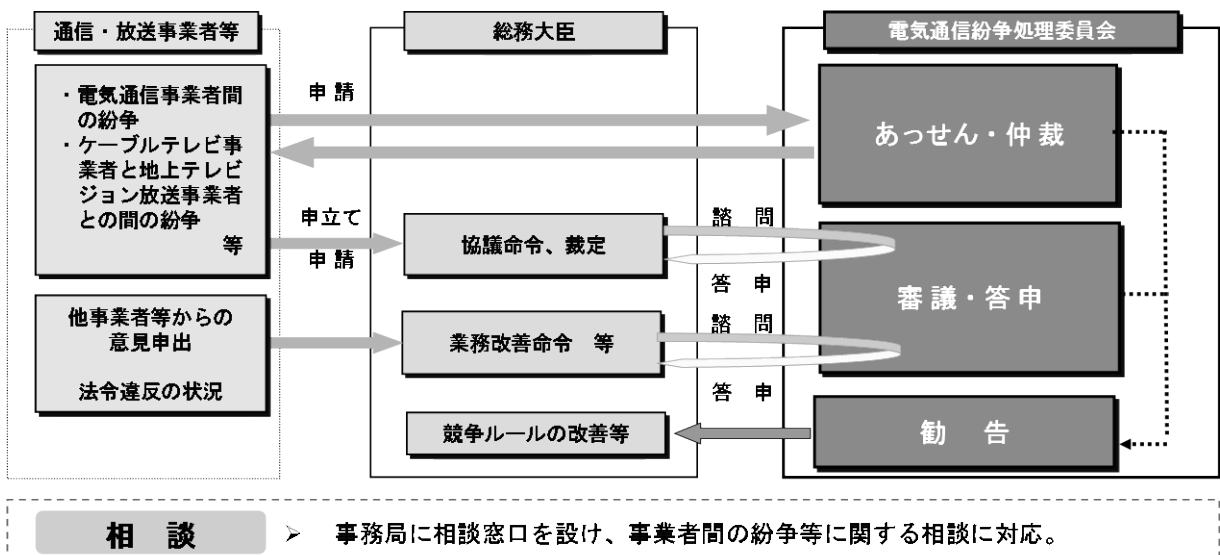 通信・放送事業者等
総務大臣
電気通信紛争処理委員会
・電気通信事業者間
の紛争
・ケーブルテレビ事
業者と地上テレビ
ジョン放送事業者
との間の紛争
等
申請
あっせん・仲裁
申立て
申請
協議命令、裁定
諮問
答申
審議・答申
他事業者等からの
意見申出
法令違反の状況
業務改善命令 等
諮問
答申
競争ルールの改善等
勧 告
相 談
➢ 事務局に相談窓口を設け、事業者間の紛争等に関する相談に対応。